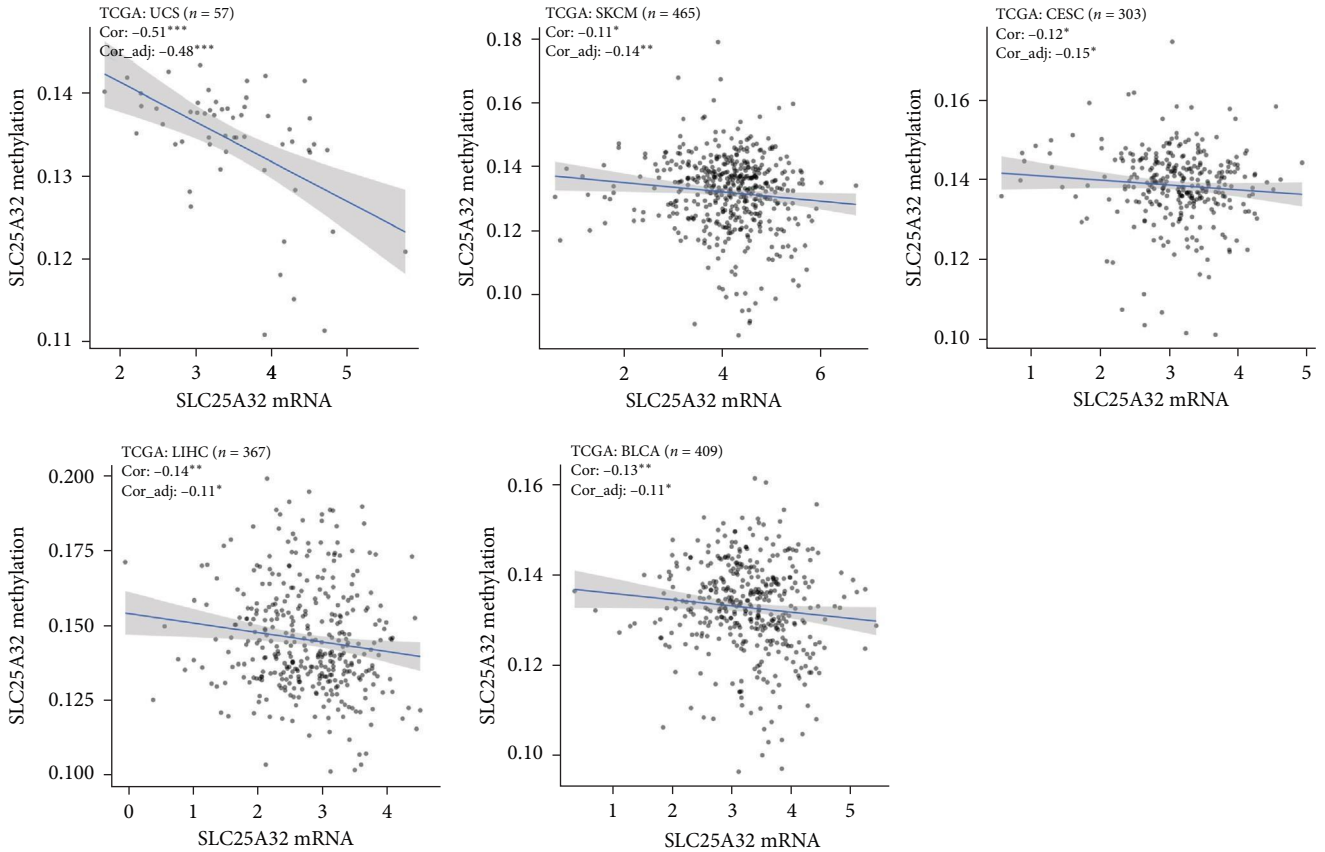 TCGA: UCS (n = 57)
Cor: –0.51***
Cor_adj: –0.48***
0.14
0.13
0.12
0.11
SLC25A32 methylation
2 3 4 5
SLC25A32 mRNA
TCGA: SKCM (n = 465)
Cor: –0.11*
Cor_adj: –0.14**
0.18
0.16
0.14
0.12
0.10
SLC25A32 methylation
2 4 6
SLC25A32 mRNA
TCGA: CESC (n = 303)
Cor: –0.12*
Cor_adj: –0.15*
0.16
0.14
0.12
0.10
SLC25A32 methylation
1 2 3 4 5
SLC25A32 mRNA
TCGA: LIHC (n = 367)
Cor: –0.14**
Cor_adj: –0.11*
0.200
0.175
0.150
0.125
0.100
SLC25A32 methylation
0 1 2 3 4
SLC25A32 mRNA
TCGA: BLCA (n = 409)
Cor: –0.13**
Cor_adj: –0.11*
0.16
0.14
0.12
0.10
SLC25A32 methylation
1 2 3 4 5
SLC25A32 mRNA